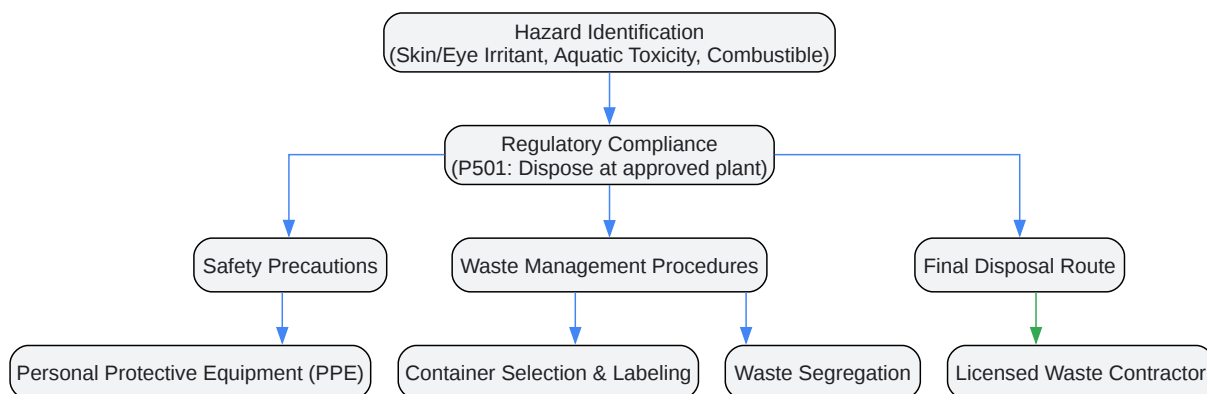 Hazard Identification
(Skin/Eye Irritant, Aquatic Toxicity, Combustible)
Regulatory Compliance
(P501: Dispose at approved plant)
Safety Precautions
Waste Management Procedures
Final Disposal Route
Personal Protective Equipment (PPE)
Container Selection & Labeling
Waste Segregation
Licensed Waste Contractor